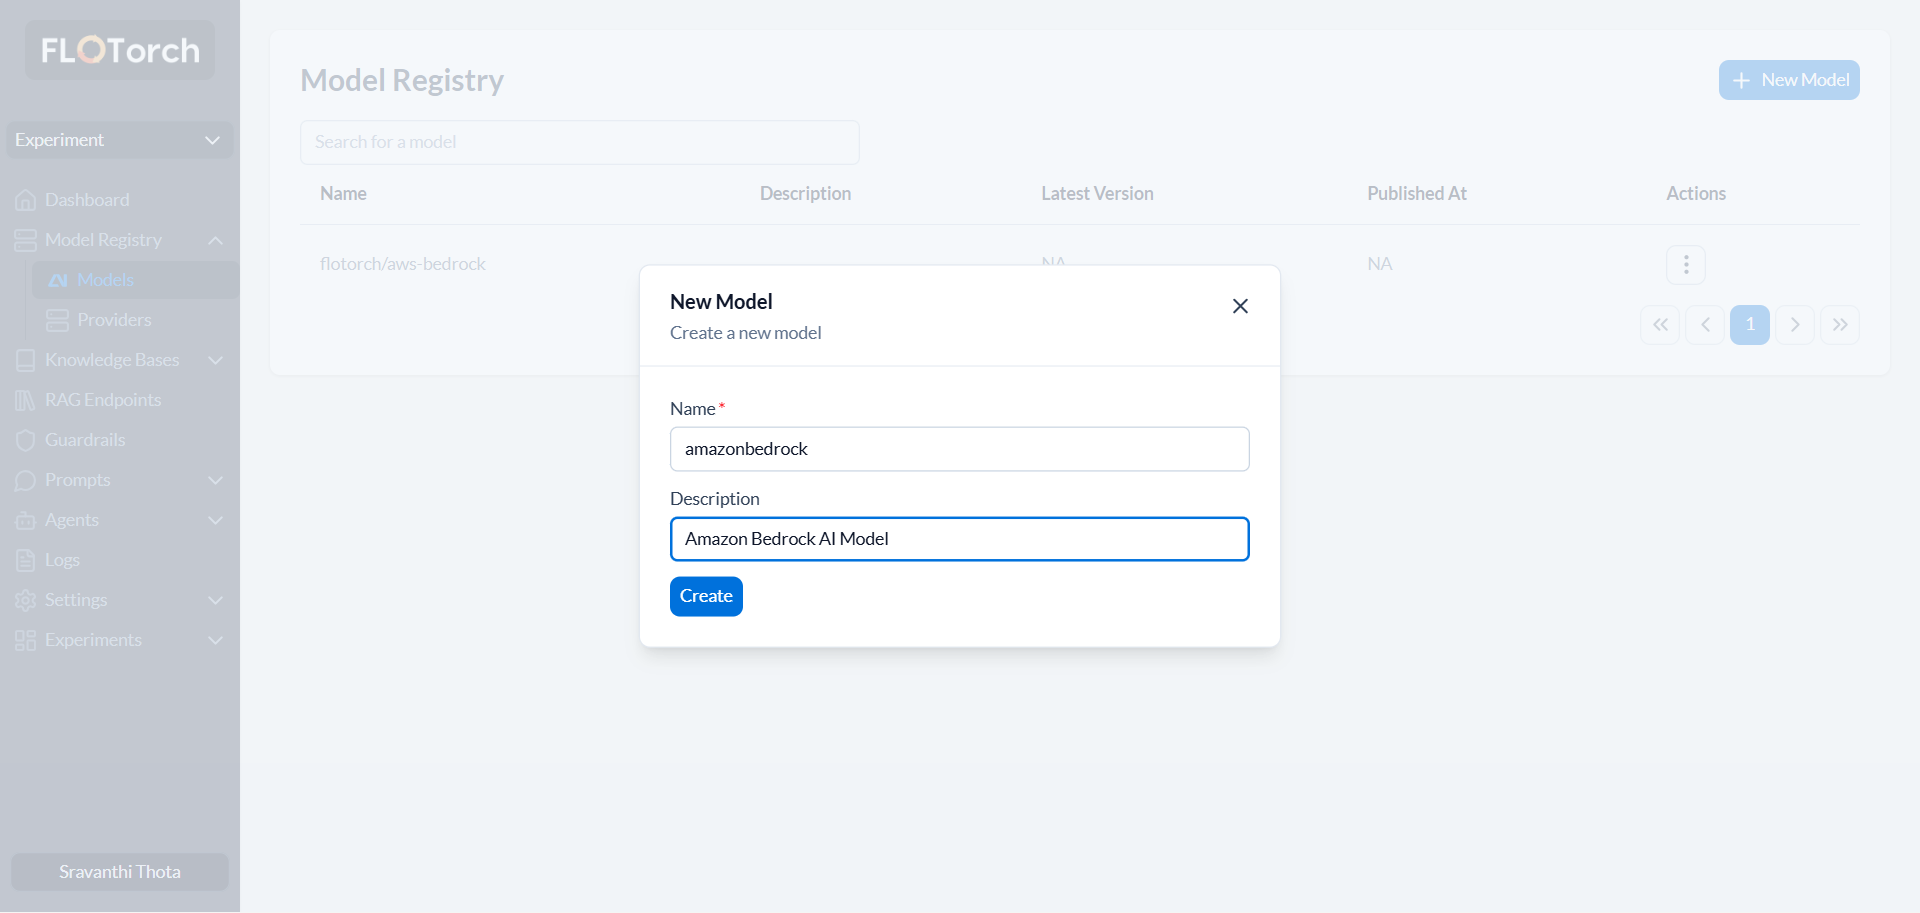 FLOTorch
Experiment
Dashboard
Model Registry
Models
Providers
Knowledge Bases
RAG Endpoints
Guardrails
Prompts
Agents
Logs
Settings
Experiments
Sravanthi Thota
Model Registry
New Model
Search for a model
Name Description Latest Version Published At Actions
flotorch/aws-bedrock NA NA
1
New Model
Create a new model
Name *
amazonbedrock
Description
Amazon Bedrock AI Model
Create